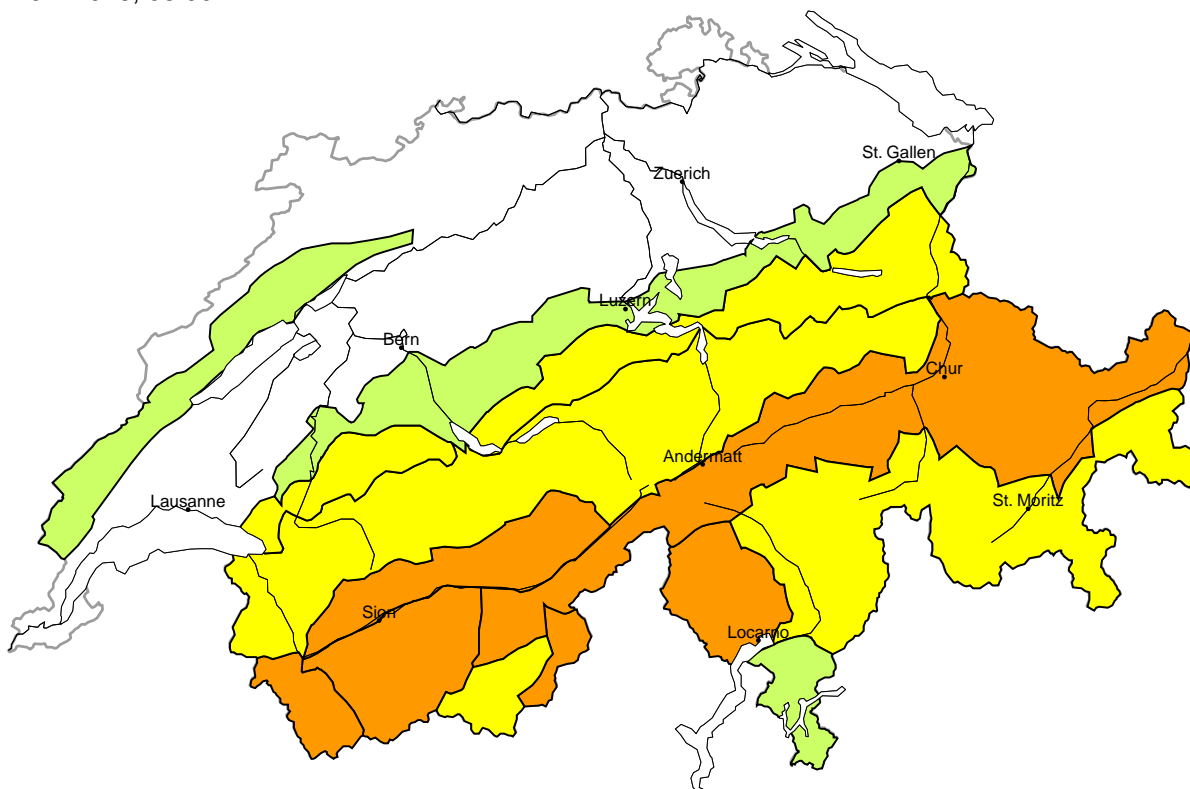 St. Gallen
Zuerich
Luzern
Bern
Chur
Andermatt
St. Moritz
Lausanne
Sion
Locarno